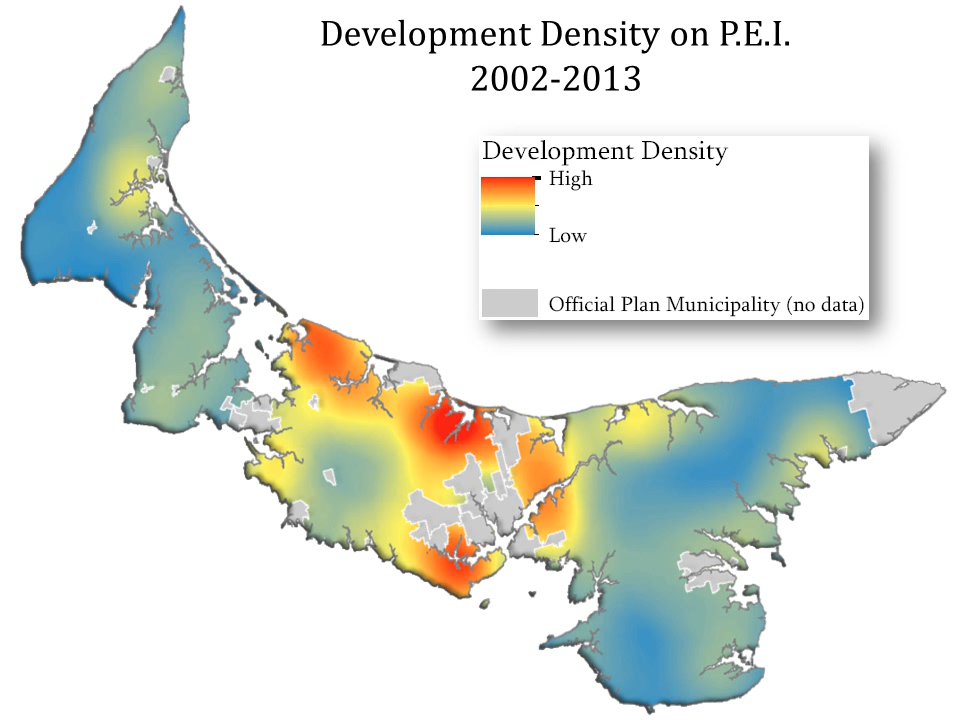 Development Density on P.E.I.
2002-2013
Development Density
High
Low
Official Plan Municipality (no data)